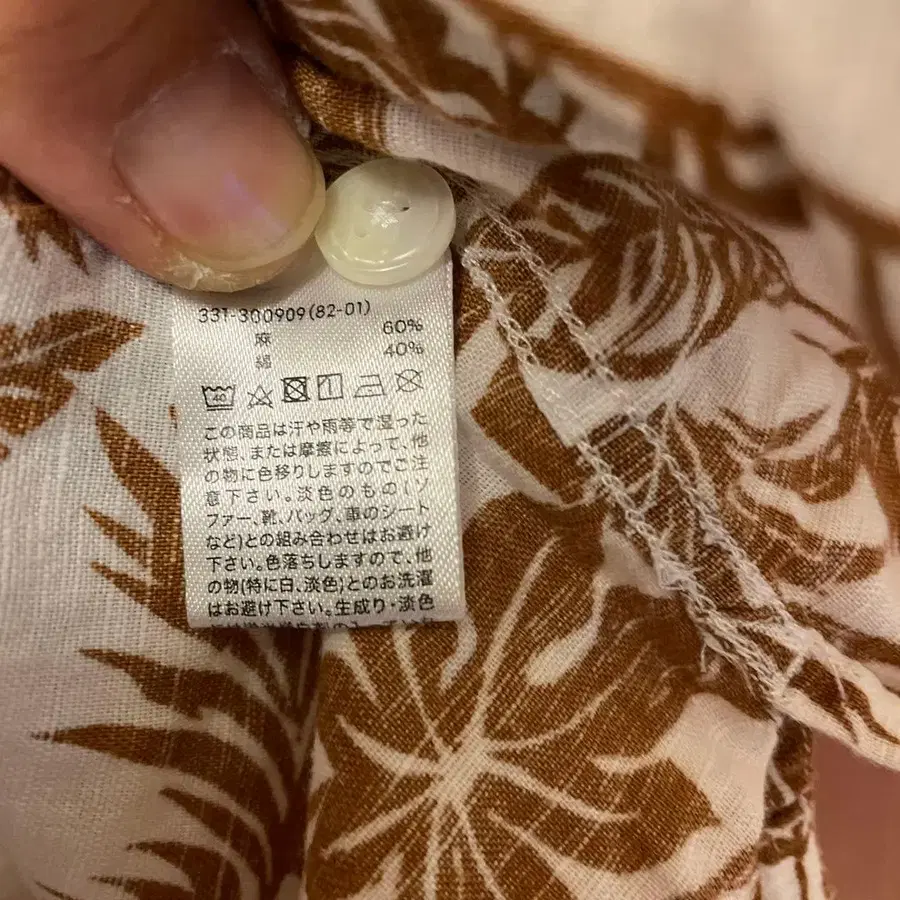 331-300909(82-01)
麻 60%
綿 40%
40
この商品は汗や雨等で湿った
状態、または摩擦によって、他
の物に色移りしますのでご注
意下さい。淡色のもの(ソ
ファー、靴、バッグ、車のシート
など)との組み合わせはお避け
下さい。色落ちしますので、他
の物(特に白、淡色)とのお洗濯
はお避け下さい。生成り・淡色